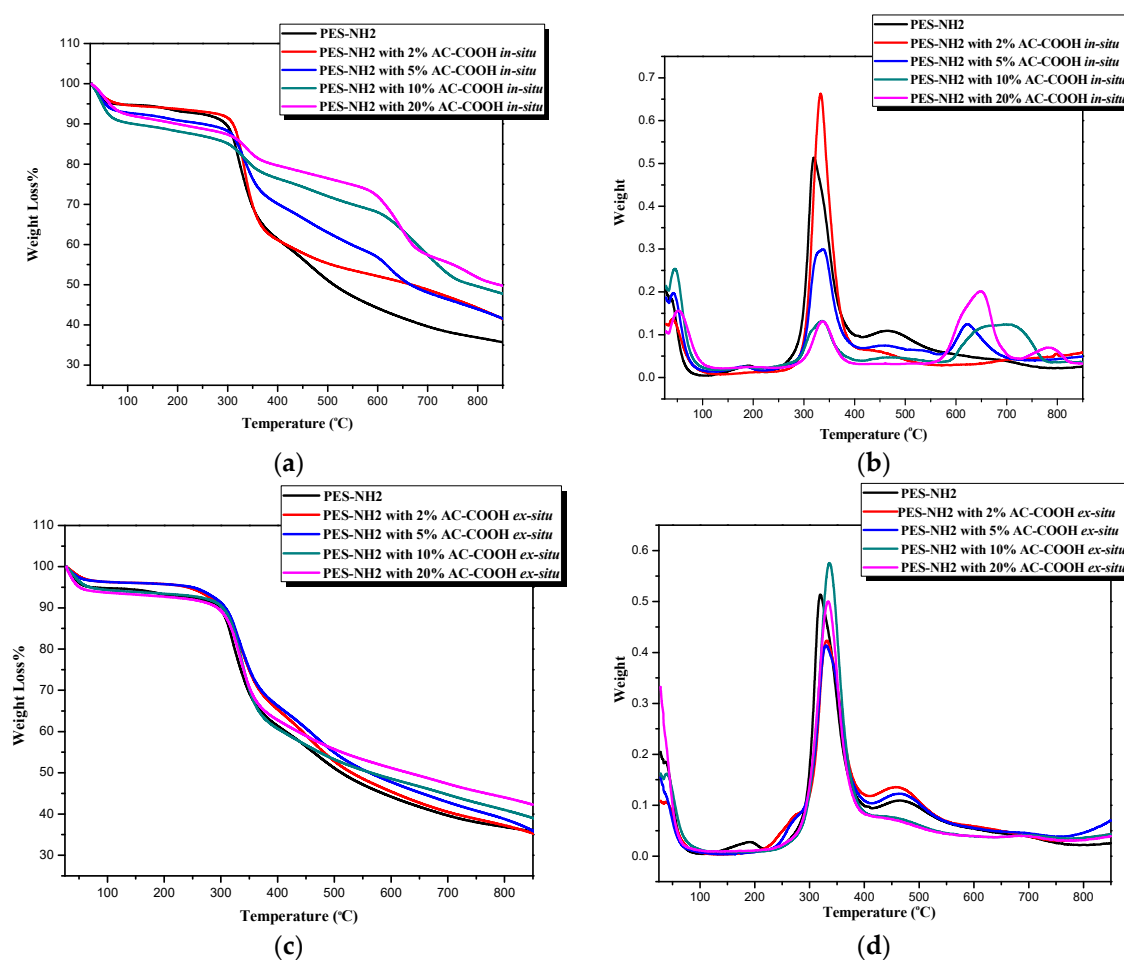 PES-NH2
PES-NH2 with 2% AC-COOH in-situ
PES-NH2 with 5% AC-COOH in-situ
PES-NH2 with 10% AC-COOH in-situ
PES-NH2 with 20% AC-COOH in-situ
110
100
90
80
70
60
50
40
30
Weight Loss%
100 200 300 400 500 600 700 800
Temperature (°C)
(a)
PES-NH2
PES-NH2 with 2% AC-COOH in-situ
PES-NH2 with 5% AC-COOH in-situ
PES-NH2 with 10% AC-COOH in-situ
PES-NH2 with 20% AC-COOH in-situ
0.7
0.6
0.5
0.4
0.3
0.2
0.1
0.0
Weight
100 200 300 400 500 600 700 800
Temperature (°C)
(b)
PES-NH2
PES-NH2 with 2% AC-COOH ex-situ
PES-NH2 with 5% AC-COOH ex-situ
PES-NH2 with 10% AC-COOH ex-situ
PES-NH2 with 20% AC-COOH ex-situ
110
100
90
80
70
60
50
40
30
Weight Loss%
100 200 300 400 500 600 700 800
Temperature (°C)
(c)
PES-NH2
PES-NH2 with 2% AC-COOH ex-situ
PES-NH2 with 5% AC-COOH ex-situ
PES-NH2 with 10% AC-COOH ex-situ
PES-NH2 with 20% AC-COOH ex-situ
0.6
0.5
0.4
0.3
0.2
0.1
0.0
Weight
100 200 300 400 500 600 700 800
Temperature (°C)
(d)